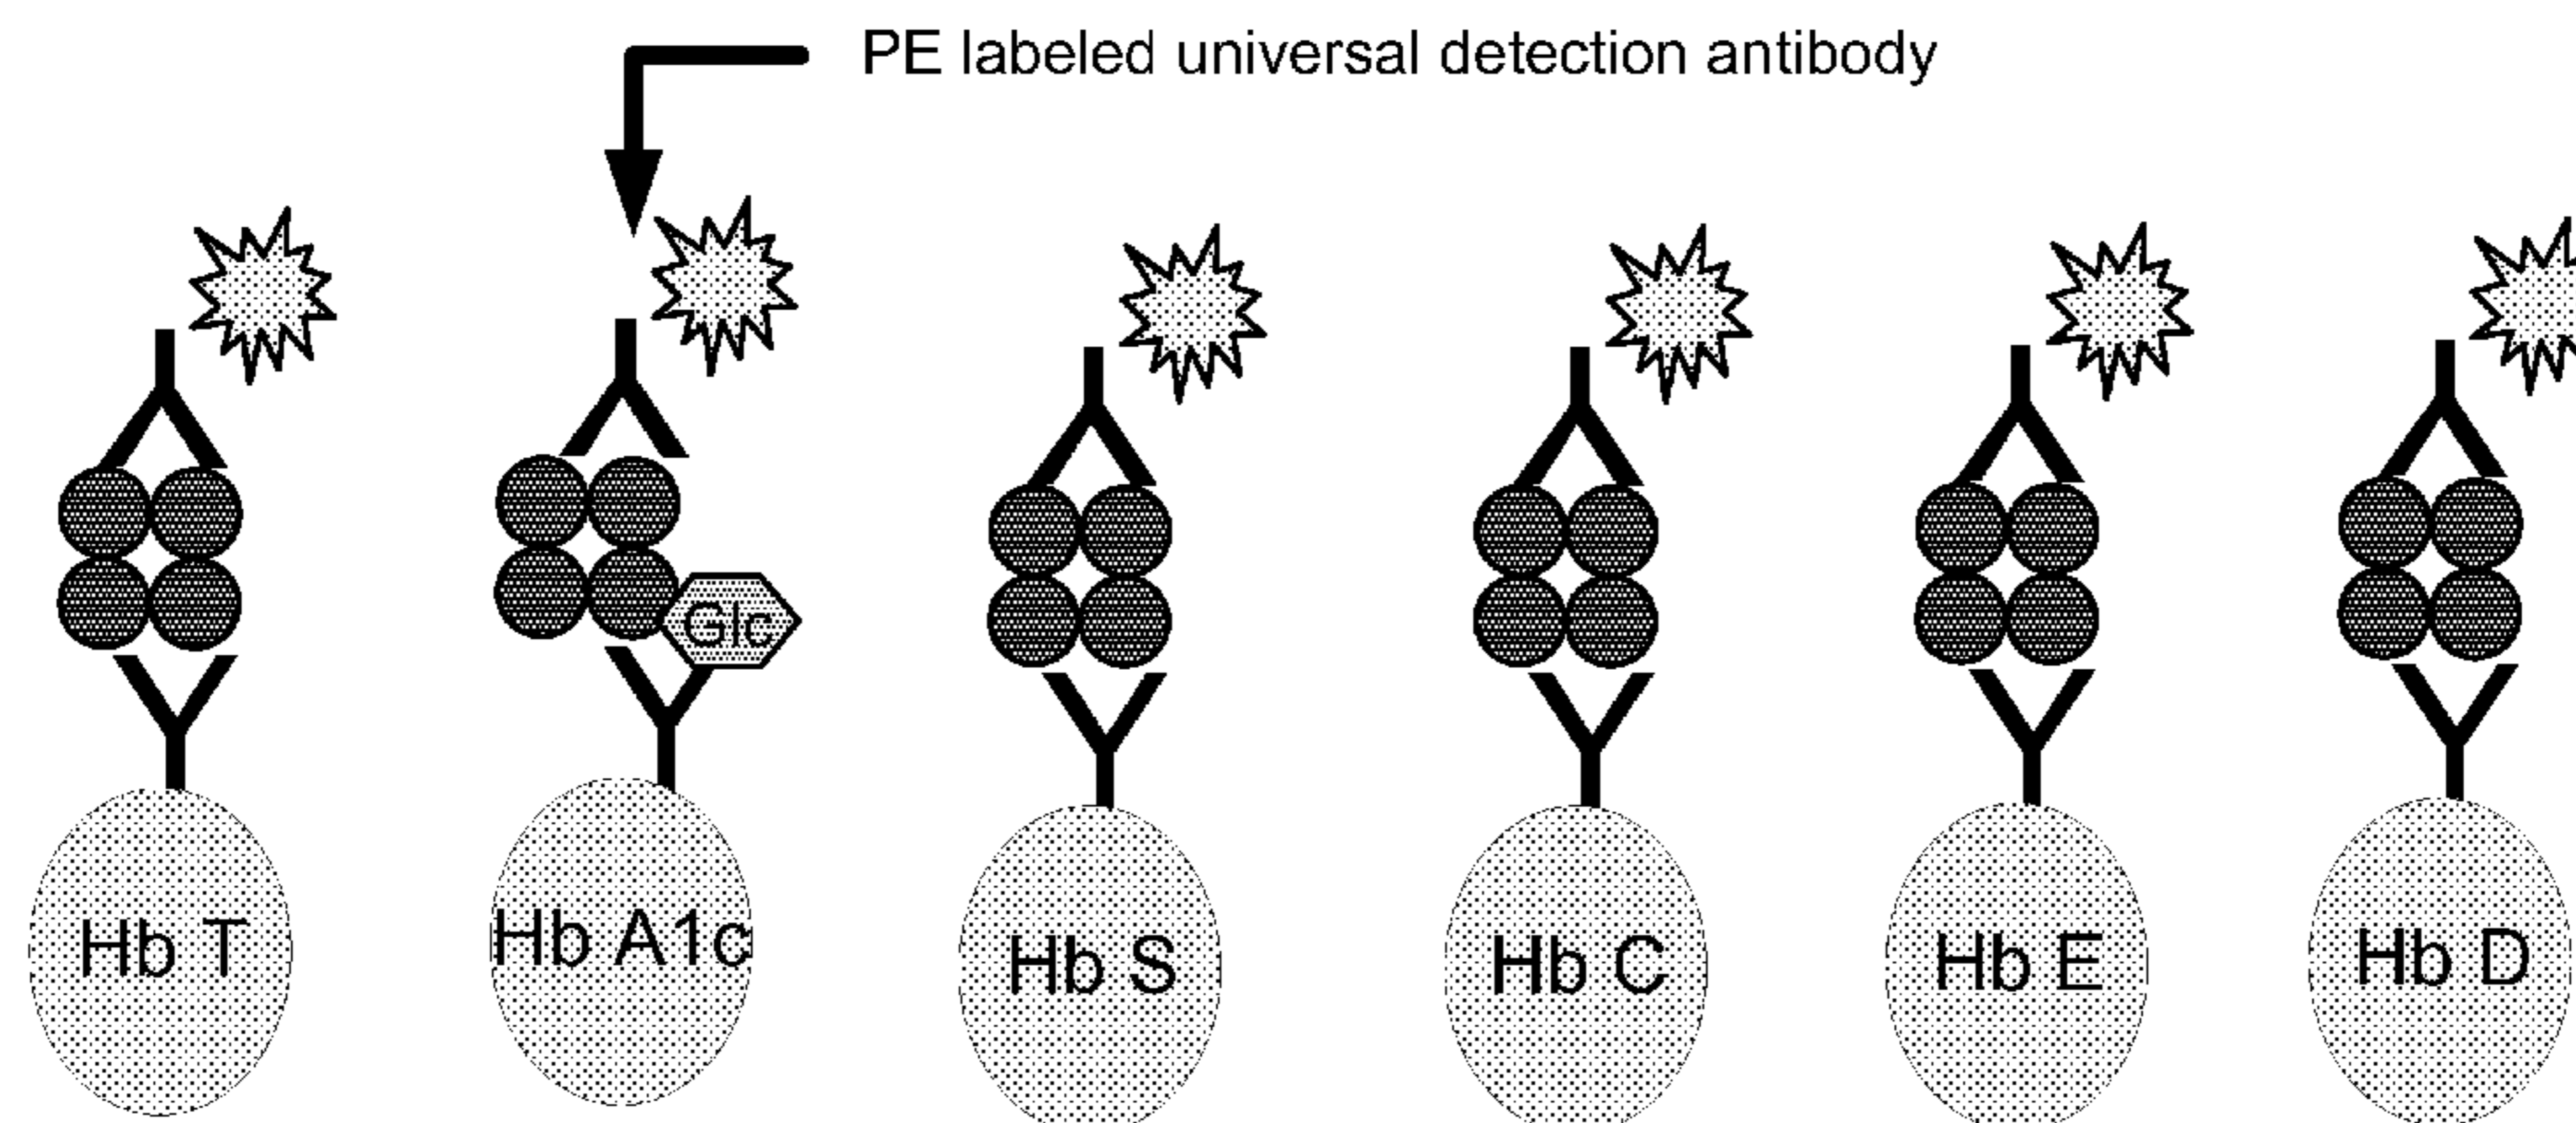 PE labeled universal detection antibody
Glc
Hb T
Hb A1c
Hb S
Hb C
Hb E
Hb D